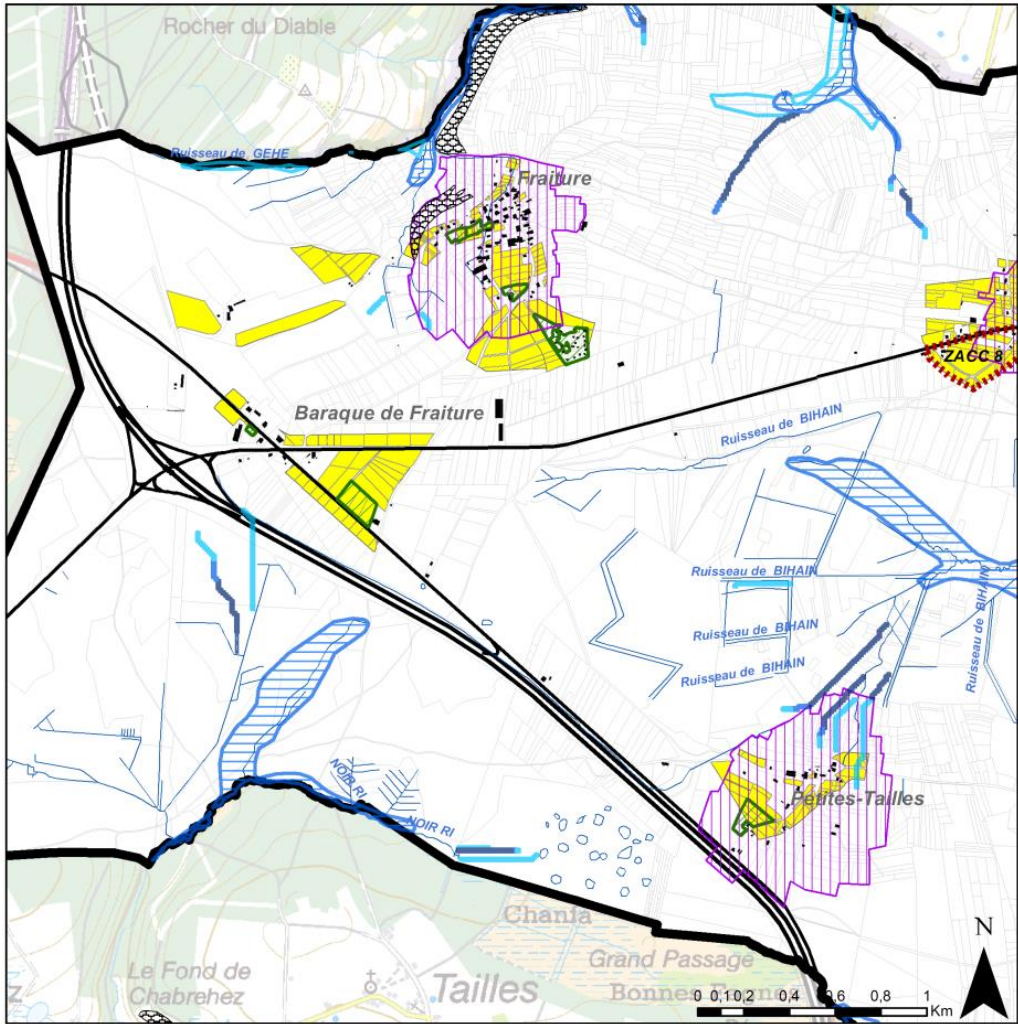 Rocher du Diable
Ruisseau de GEHE
Fraiture
ZACC 8
Baraque de Fraiture
Ruisseau de BIHAIN
Ruisseau de BIHAIN
Ruisseau de BIHAIN
Ruisseau de BIHAIN
Ruisseau de BIHAIN
NOIR RI
NOIR RI
Petites-Tailles
Chania
N
Le Fond de
Chabrehez
Tailles
Grand Passage
0 0,1 0,2 0,4 0,6 0,8 1
Km